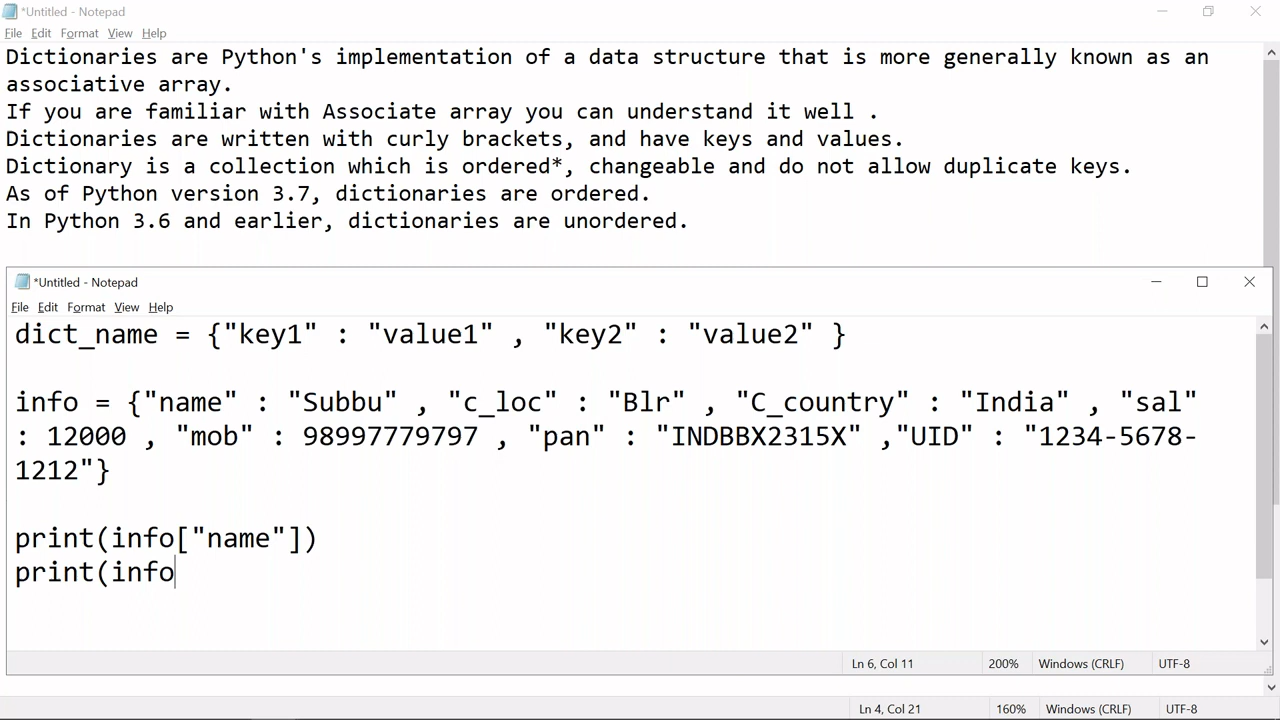 *Untitled - Notepad
File Edit Format View Help
Dictionaries are Python's implementation of a data structure that is more generally known as an
associative array.
If you are familiar with Associate array you can understand it well .
Dictionaries are written with curly brackets, and have keys and values.
Dictionary is a collection which is ordered*, changeable and do not allow duplicate keys.
As of Python version 3.7, dictionaries are ordered.
In Python 3.6 and earlier, dictionaries are unordered.
*Untitled - Notepad
File Edit Format View Help
dict_name = {"key1" : "value1" , "key2" : "value2" }
info = {"name" : "Subbu" , "c_loc" : "Blr" , "C_country" : "India" , "sal"
: 12000 , "mob" : 98997779797 , "pan" : "INDBBX2315X" ,"UID" : "1234-5678-
1212"}
print(info["name"])
print(info
Ln 6, Col 11 200% Windows (CRLF) UTF-8
Ln 4, Col 21 160% Windows (CRLF) UTF-8